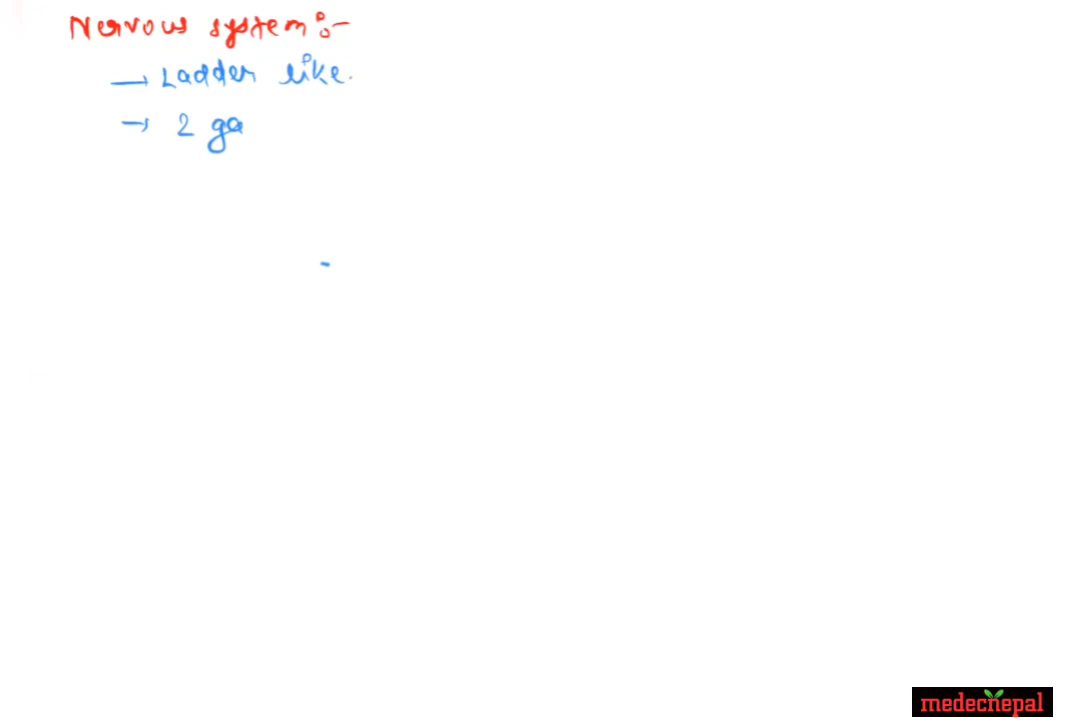 Nervous system :-
→ Ladder like.
→ 2 ga
medecnepal